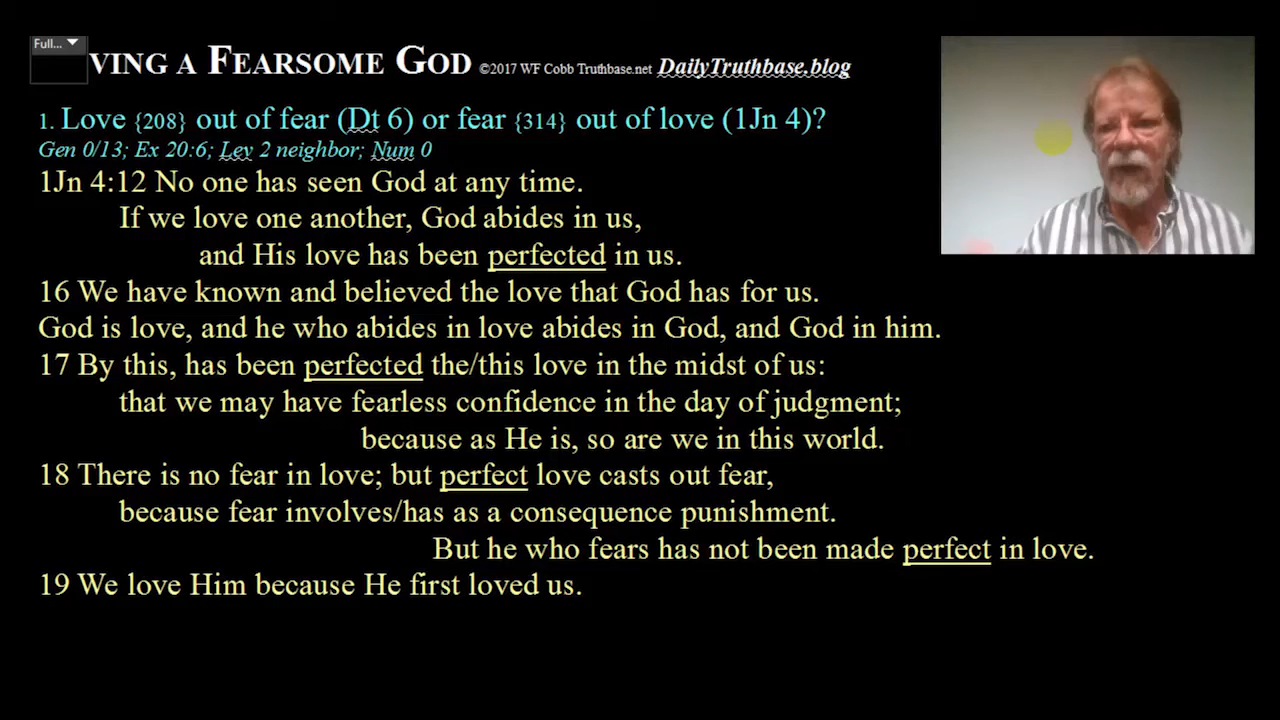 Full...
VING A FEARSOME GOD ©2017 WF Cobb Truthbase.net DailyTruthbase.blog
1. Love {208} out of fear (Dt 6) or fear {314} out of love (1Jn 4)?
Gen 0/13; Ex 20:6; Lev 2 neighbor; Num 0
1Jn 4:12 No one has seen God at any time.
If we love one another, God abides in us,
and His love has been perfected in us.
16 We have known and believed the love that God has for us.
God is love, and he who abides in love abides in God, and God in him.
17 By this, has been perfected the/this love in the midst of us:
that we may have fearless confidence in the day of judgment;
because as He is, so are we in this world.
18 There is no fear in love; but perfect love casts out fear,
because fear involves/has as a consequence punishment.
But he who fears has not been made perfect in love.
19 We love Him because He first loved us.